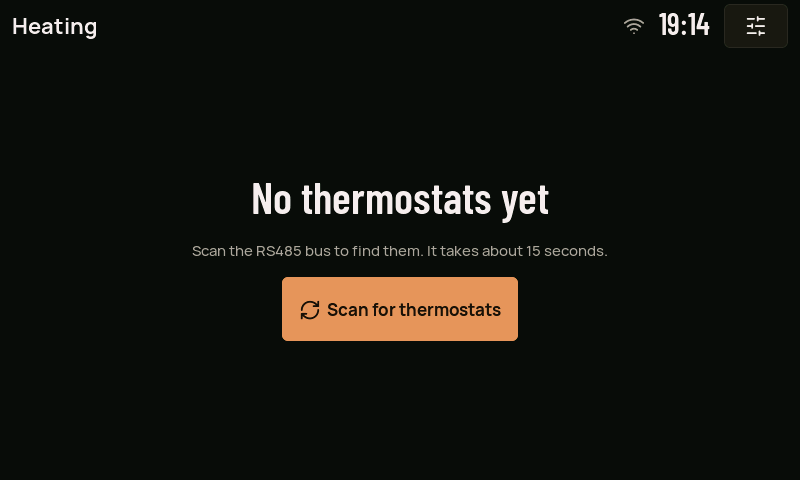 Heating
19:14
No thermostats yet
Scan the RS485 bus to find them. It takes about 15 seconds.
Scan for thermostats